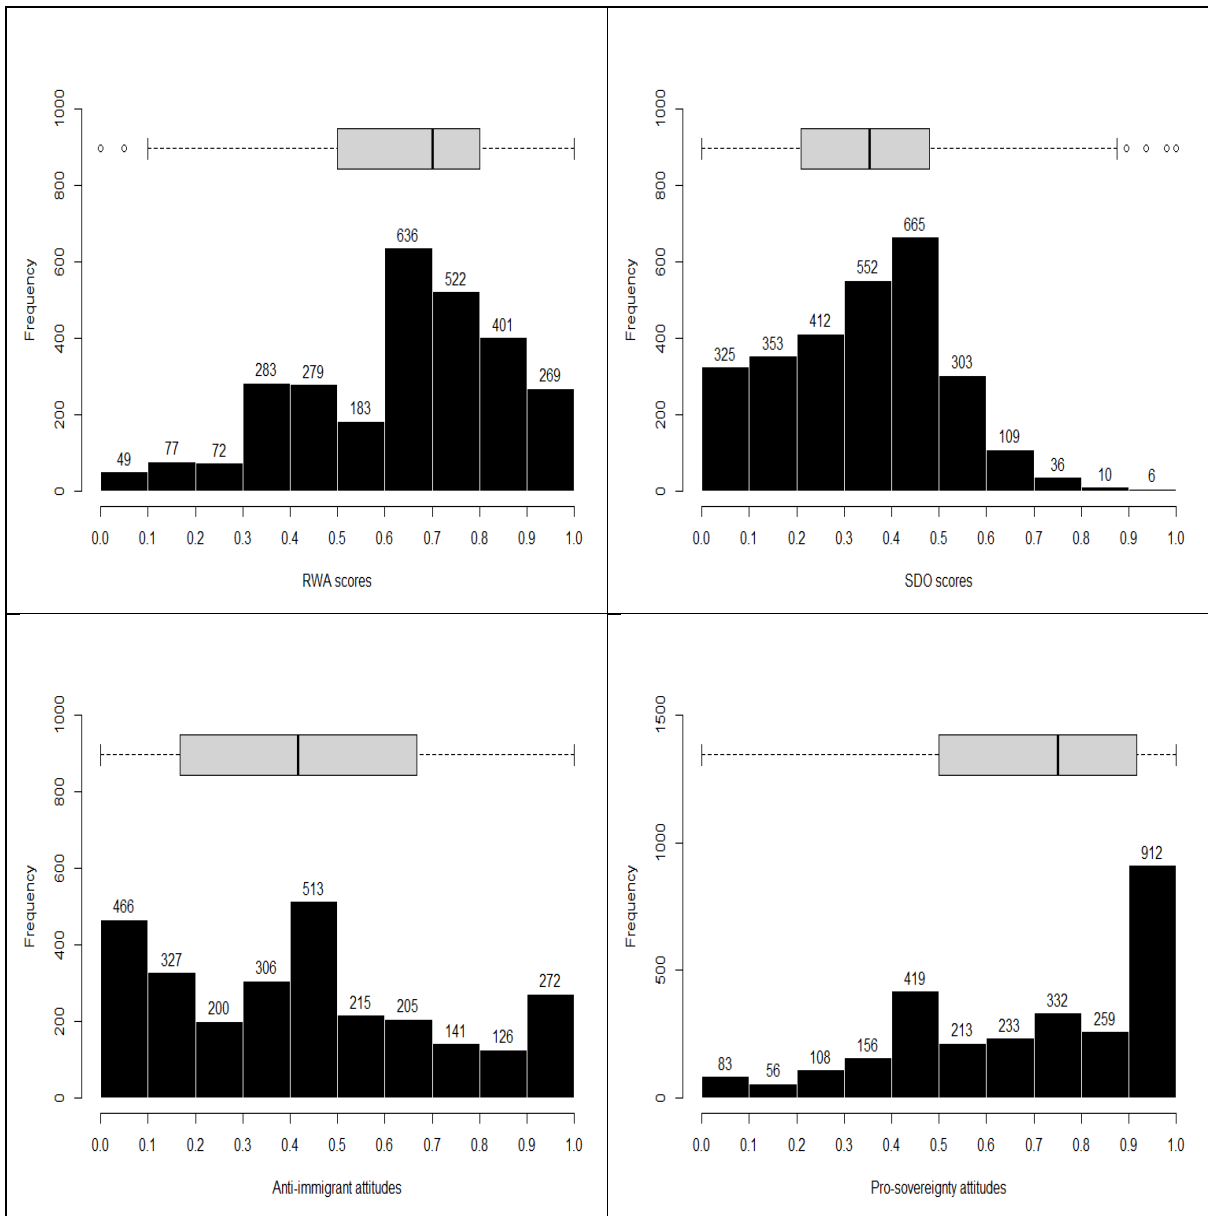 1000
800
600
400
200
0
Frequency
49 77 72 283 279 183 636 522 401 269
0.0 0.1 0.2 0.3 0.4 0.5 0.6 0.7 0.8 0.9 1.0
RWA scores
1000
800
600
400
200
0
Frequency
325 353 412 552 665 303 109 36 10 6
0.0 0.1 0.2 0.3 0.4 0.5 0.6 0.7 0.8 0.9 1.0
SDO scores
1000
800
600
400
200
0
Frequency
466 327 200 306 513 215 205 141 126 272
0.0 0.1 0.2 0.3 0.4 0.5 0.6 0.7 0.8 0.9 1.0
Anti-immigrant attitudes
1500
1000
500
0
Frequency
83 56 108 156 419 213 233 332 259 912
0.0 0.1 0.2 0.3 0.4 0.5 0.6 0.7 0.8 0.9 1.0
Pro-sovereignty attitudes